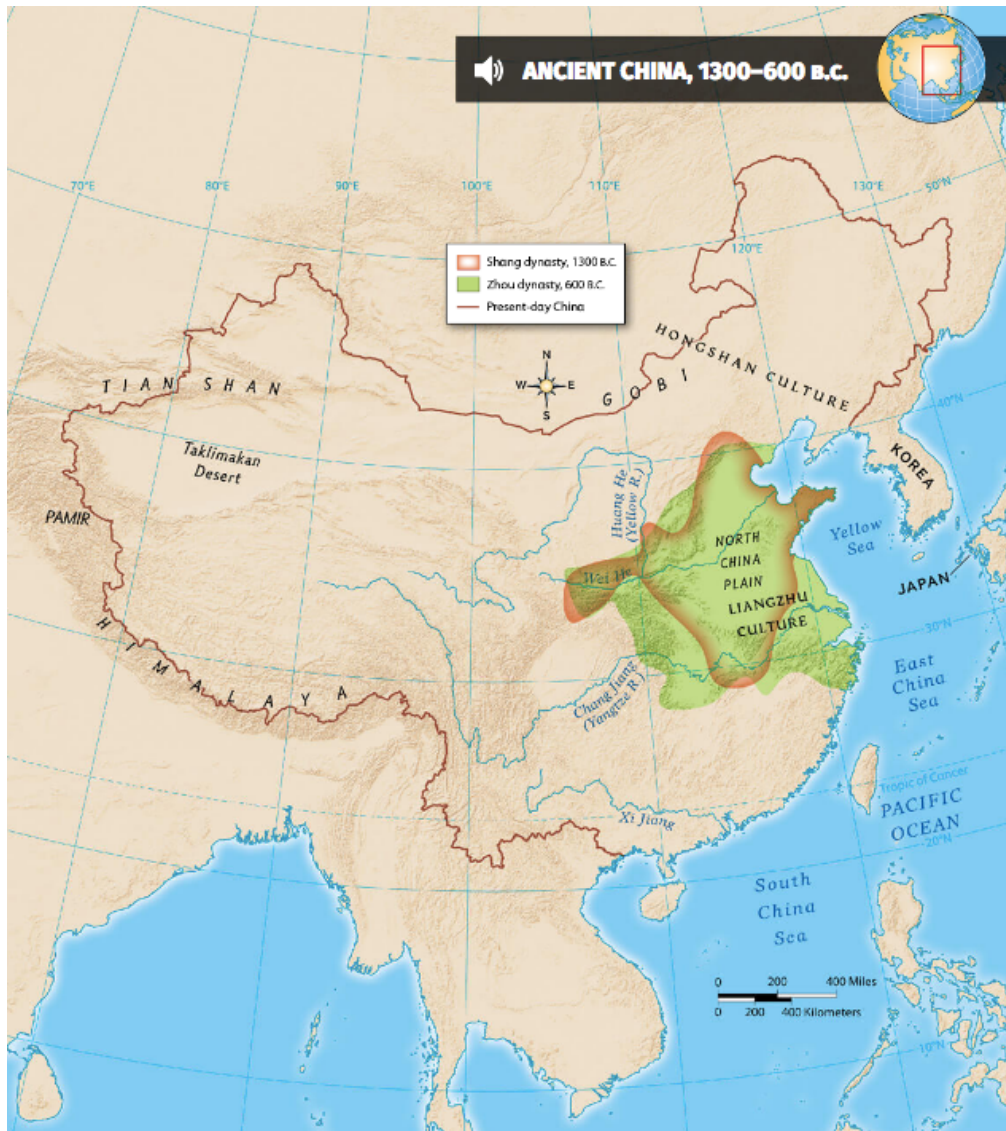 ANCIENT CHINA, 1300–600 B.C.
70°E
80°E
90°E
100°E
110°E
120°E
130°E
50°N
Shang dynasty, 1300 B.C.
Zhou dynasty, 600 B.C.
Present-day China
N
W
E
S
TIAN SHAN
GOBI
HONGSHAN CULTURE
40°N
Taklimakan
Desert
PAMIR
Huang He
(Yellow R.)
KOREA
Yellow
Sea
Wei He
NORTH
CHINA
PLAIN
LIANGZHU
CULTURE
JAPAN
30°N
HIMALAYA
Chang Jiang
(Yangtze R.)
East
China
Sea
Xi Jiang
Tropic of Cancer
PACIFIC
OCEAN
20°N
South
China
Sea
0 200 400 Miles
0 200 400 Kilometers
10°N